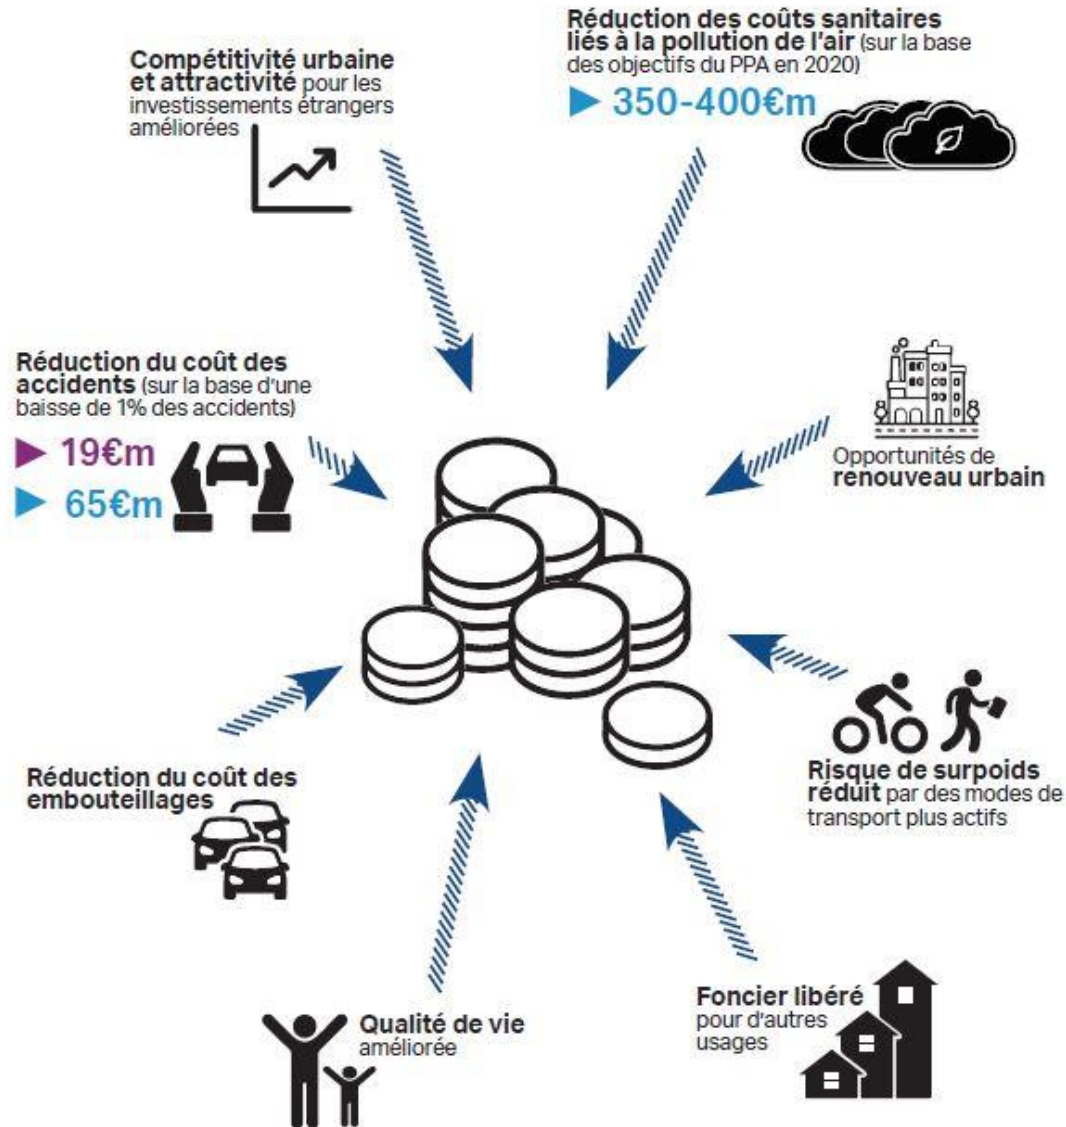 Compétitivité urbaine
et attractivité pour les
investissements étrangers
améliorées
Réduction des coûts sanitaires
liés à la pollution de l'air (sur la base
des objectifs du PPA en 2020)
▶ 350-400€m
Réduction du coût des
accidents (sur la base d'une
baisse de 1% des accidents)
▶ 19€m
▶ 65€m
Opportunités de
renouveau urbain
Réduction du coût des
embouteillages
Risque de surpoids
réduit par des modes de
transport plus actifs
Qualité de vie
améliorée
Foncier libéré
pour d'autres
usages